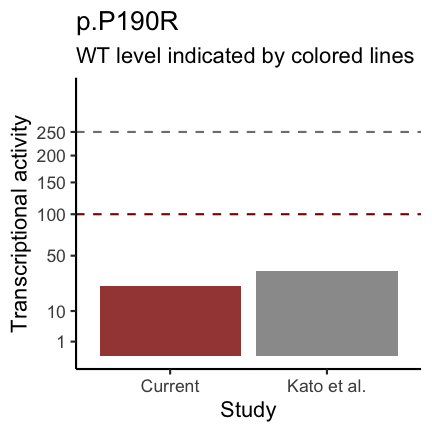 p.P190R
WT level indicated by colored lines
Transcriptional activity
250
200
150
100
50
10
1
Current
Kato et al.
Study